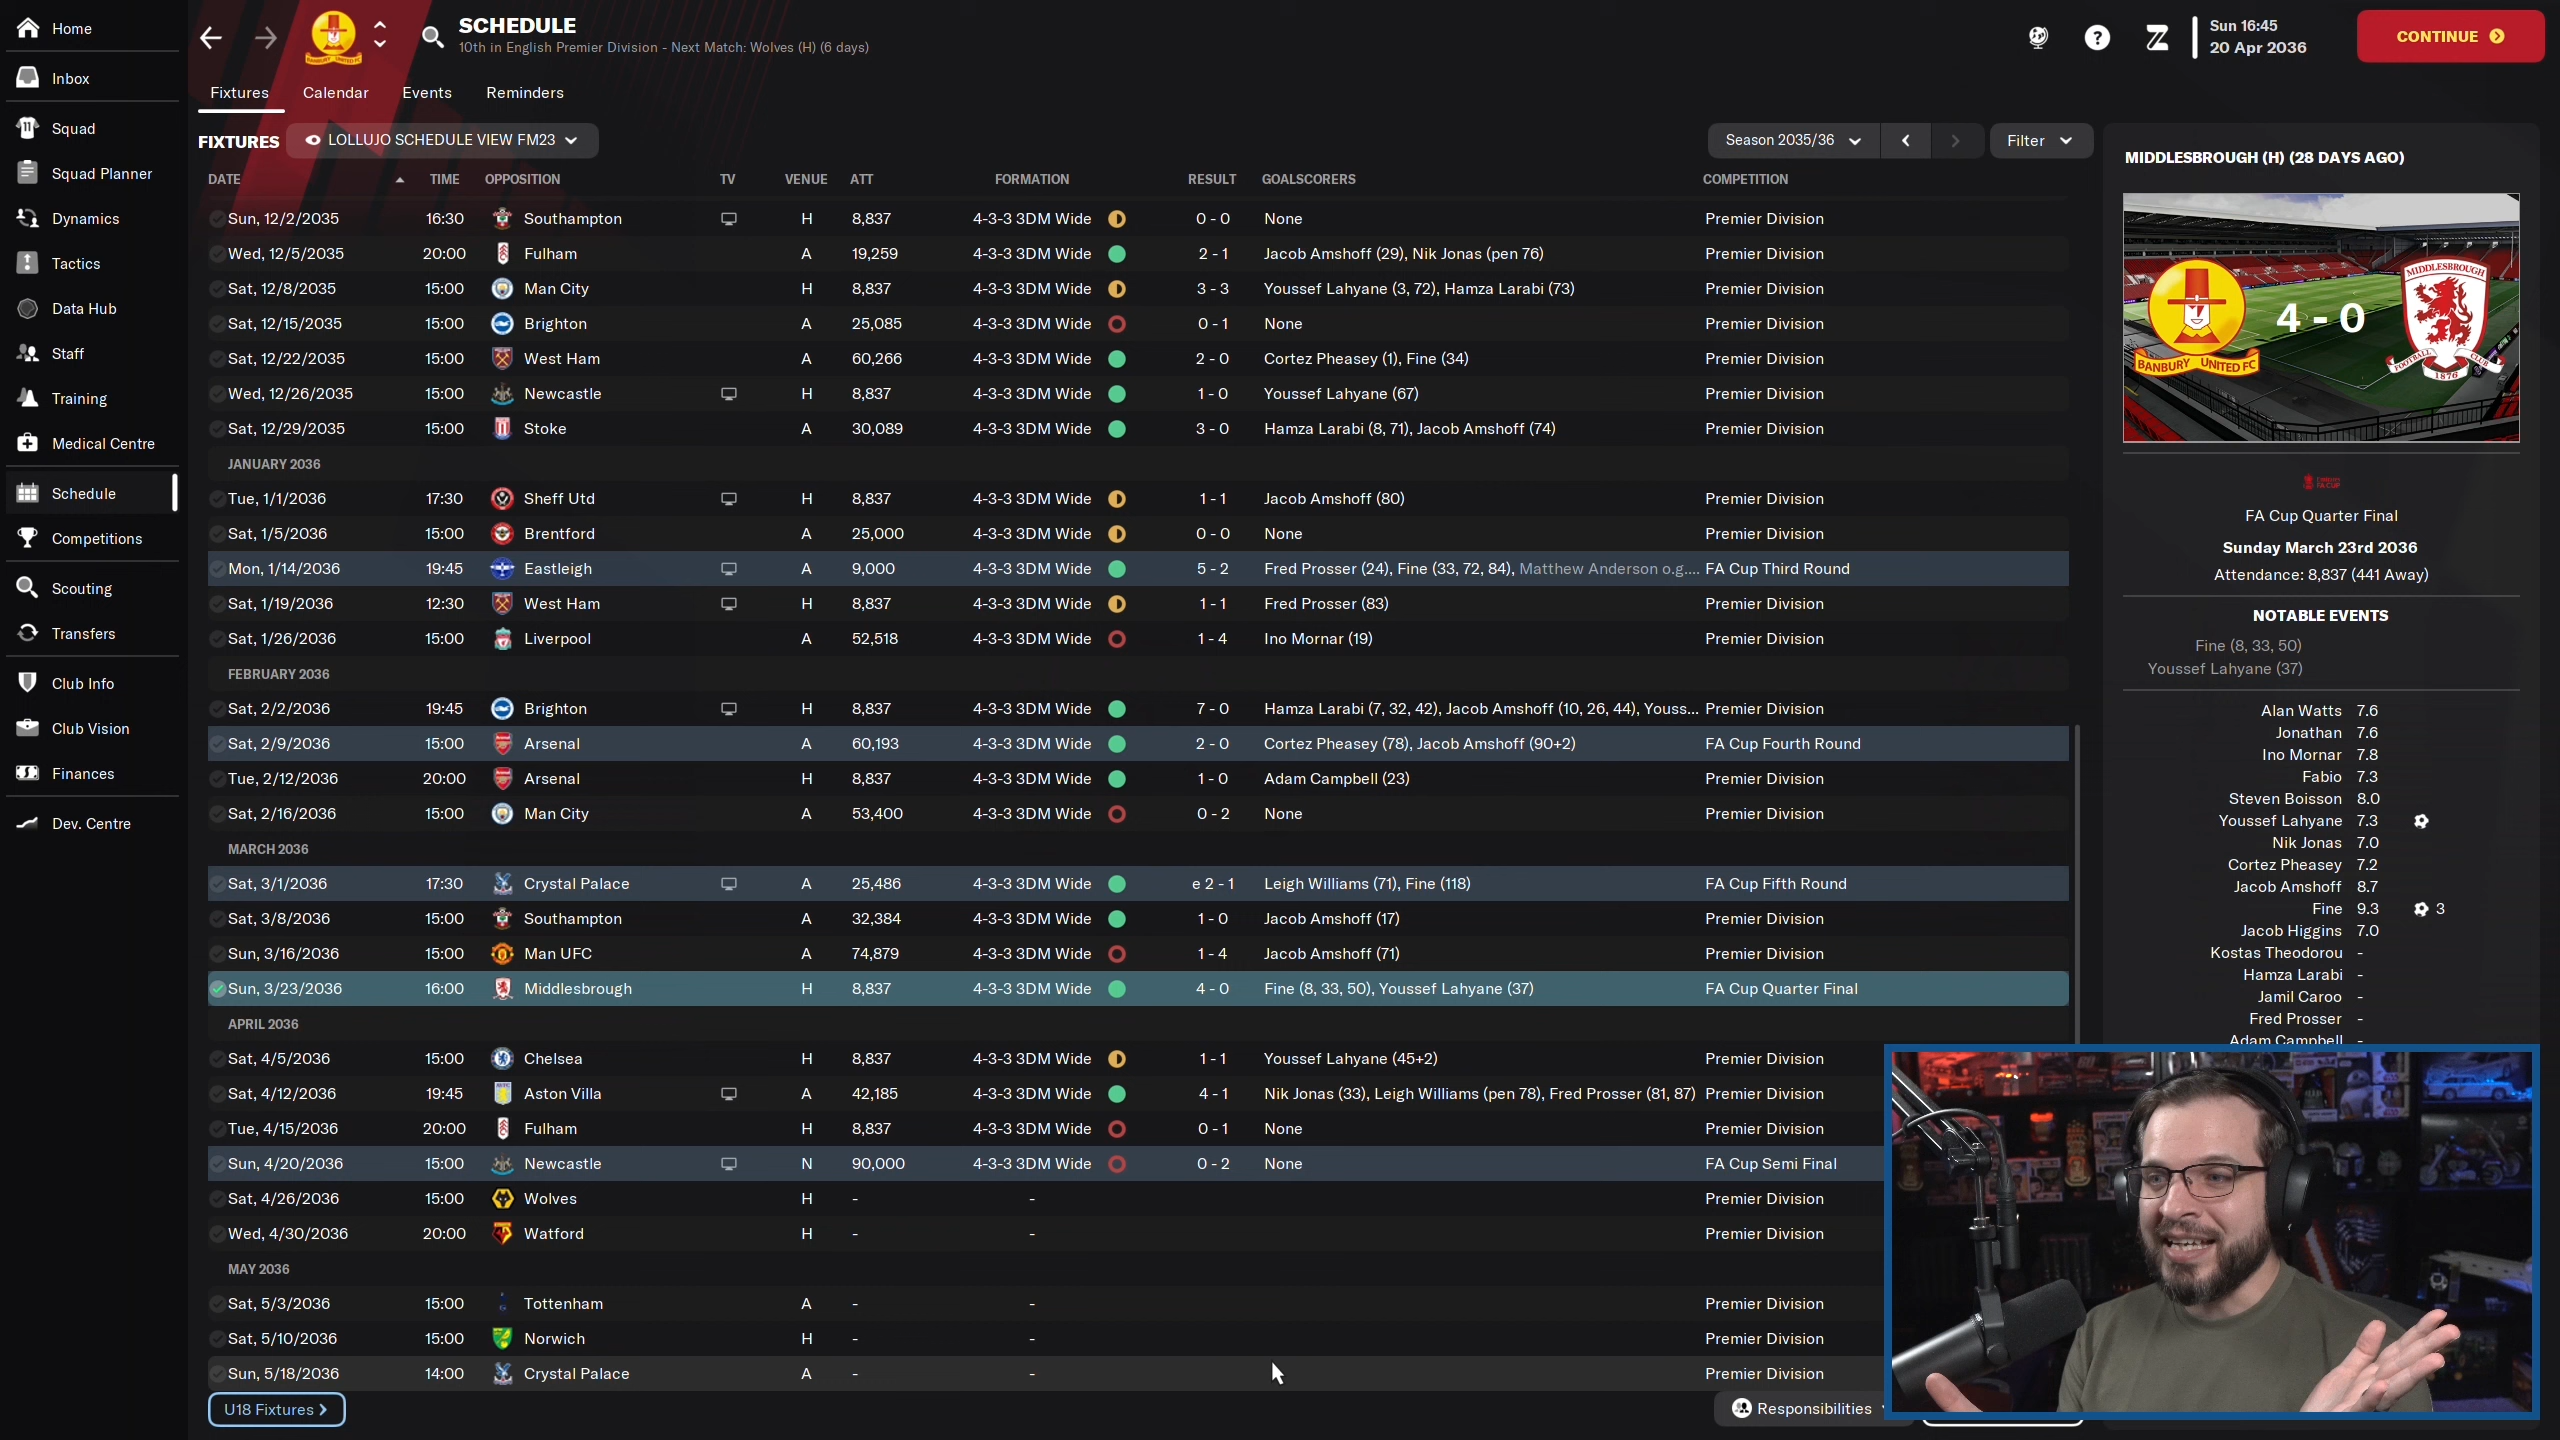 Home
Inbox
Squad
Squad Planner
Dynamics
Tactics
Data Hub
Staff
Training
Medical Centre
Schedule
Competitions
Scouting
Transfers
Club Info
Club Vision
Finances
Dev. Centre
BANBURY UNITED FC
SCHEDULE
10th in English Premier Division - Next Match: Wolves (H) (6 days)
Sun 16:45
20 Apr 2036
CONTINUE
Fixtures Calendar Events Reminders
FIXTURES LOLLUJO SCHEDULE VIEW FM23 Season 2035/36 Filter
DATE TIME OPPOSITION TV VENUE ATT FORMATION RESULT GOALSCORERS COMPETITION
Sun, 12/2/2035 16:30 Southampton H 8,837 4-3-3 3DM Wide 0 - 0 None Premier Division
Wed, 12/5/2035 20:00 Fulham A 19,259 4-3-3 3DM Wide 2 - 1 Jacob Amshoff (29), Nik Jonas (pen 76) Premier Division
Sat, 12/8/2035 15:00 Man City H 8,837 4-3-3 3DM Wide 3 - 3 Youssef Lahyane (3, 72), Hamza Larabi (73) Premier Division
Sat, 12/15/2035 15:00 Brighton A 25,085 4-3-3 3DM Wide 0 - 1 None Premier Division
Sat, 12/22/2035 15:00 West Ham A 60,266 4-3-3 3DM Wide 2 - 0 Cortez Pheasey (1), Fine (34) Premier Division
Wed, 12/26/2035 15:00 Newcastle H 8,837 4-3-3 3DM Wide 1 - 0 Youssef Lahyane (67) Premier Division
Sat, 12/29/2035 15:00 Stoke A 30,089 4-3-3 3DM Wide 3 - 0 Hamza Larabi (8, 71), Jacob Amshoff (74) Premier Division
JANUARY 2036
Tue, 1/1/2036 17:30 Sheff Utd H 8,837 4-3-3 3DM Wide 1 - 1 Jacob Amshoff (80) Premier Division
Sat, 1/5/2036 15:00 Brentford A 25,000 4-3-3 3DM Wide 0 - 0 None Premier Division
Mon, 1/14/2036 19:45 Eastleigh A 9,000 4-3-3 3DM Wide 5 - 2 Fred Prosser (24), Fine (33, 72, 84), Matthew Anderson o.g.... FA Cup Third Round
Sat, 1/19/2036 12:30 West Ham H 8,837 4-3-3 3DM Wide 1 - 1 Fred Prosser (83) Premier Division
Sat, 1/26/2036 15:00 Liverpool A 52,518 4-3-3 3DM Wide 1 - 4 Ino Mornar (19) Premier Division
FEBRUARY 2036
Sat, 2/2/2036 19:45 Brighton H 8,837 4-3-3 3DM Wide 7 - 0 Hamza Larabi (7, 32, 42), Jacob Amshoff (10, 26, 44), Youss... Premier Division
Sat, 2/9/2036 15:00 Arsenal A 60,193 4-3-3 3DM Wide 2 - 0 Cortez Pheasey (78), Jacob Amshoff (90+2) FA Cup Fourth Round
Tue, 2/12/2036 20:00 Arsenal H 8,837 4-3-3 3DM Wide 1 - 0 Adam Campbell (23) Premier Division
Sat, 2/16/2036 15:00 Man City A 53,400 4-3-3 3DM Wide 0 - 2 None Premier Division
MARCH 2036
Sat, 3/1/2036 17:30 Crystal Palace A 25,486 4-3-3 3DM Wide e 2 - 1 Leigh Williams (71), Fine (118) FA Cup Fifth Round
Sat, 3/8/2036 15:00 Southampton A 32,384 4-3-3 3DM Wide 1 - 0 Jacob Amshoff (17) Premier Division
Sun, 3/16/2036 15:00 Man UFC A 74,879 4-3-3 3DM Wide 1 - 4 Jacob Amshoff (71) Premier Division
Sun, 3/23/2036 16:00 Middlesbrough H 8,837 4-3-3 3DM Wide 4 - 0 Fine (8, 33, 50), Youssef Lahyane (37) FA Cup Quarter Final
APRIL 2036
Sat, 4/5/2036 15:00 Chelsea H 8,837 4-3-3 3DM Wide 1 - 1 Youssef Lahyane (45+2) Premier Division
Sat, 4/12/2036 19:45 Aston Villa A 42,185 4-3-3 3DM Wide 4 - 1 Nik Jonas (33), Leigh Williams (pen 78), Fred Prosser (81, 87) Premier Division
Tue, 4/15/2036 20:00 Fulham H 8,837 4-3-3 3DM Wide 0 - 1 None Premier Division
Sun, 4/20/2036 15:00 Newcastle N 90,000 4-3-3 3DM Wide 0 - 2 None FA Cup Semi Final
Sat, 4/26/2036 15:00 Wolves H - - Premier Division
Wed, 4/30/2036 20:00 Watford H - - Premier Division
MAY 2036
Sat, 5/3/2036 15:00 Tottenham A - - Premier Division
Sat, 5/10/2036 15:00 Norwich H - - Premier Division
Sun, 5/18/2036 14:00 Crystal Palace A - - Premier Division
U18 Fixtures
Responsibilities
MIDDLESBROUGH (H) (28 DAYS AGO)
BANBURY UNITED FC
4 - 0
MIDDLESBROUGH
FOOTBALL CLUB
1876
FA CUP
FA Cup Quarter Final
Sunday March 23rd 2036
Attendance: 8,837 (441 Away)
NOTABLE EVENTS
Fine (8, 33, 50)
Youssef Lahyane (37)
Alan Watts 7.6
Jonathan 7.6
Ino Mornar 7.8
Fabio 7.3
Steven Boisson 8.0
Youssef Lahyane 7.3
Nik Jonas 7.0
Cortez Pheasey 7.2
Jacob Amshoff 8.7
Fine 9.3 3
Jacob Higgins 7.0
Kostas Theodorou -
Hamza Larabi -
Jamil Caroo -
Fred Prosser -
Adam Campbell -